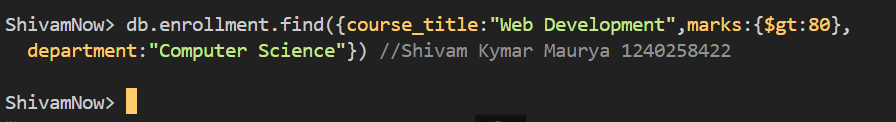 ShivamNow> db.enrollment.find({course_title:"Web Development",marks:{$gt:80},
department:"Computer Science"}) //Shivam Kymar Maurya 1240258422
ShivamNow>